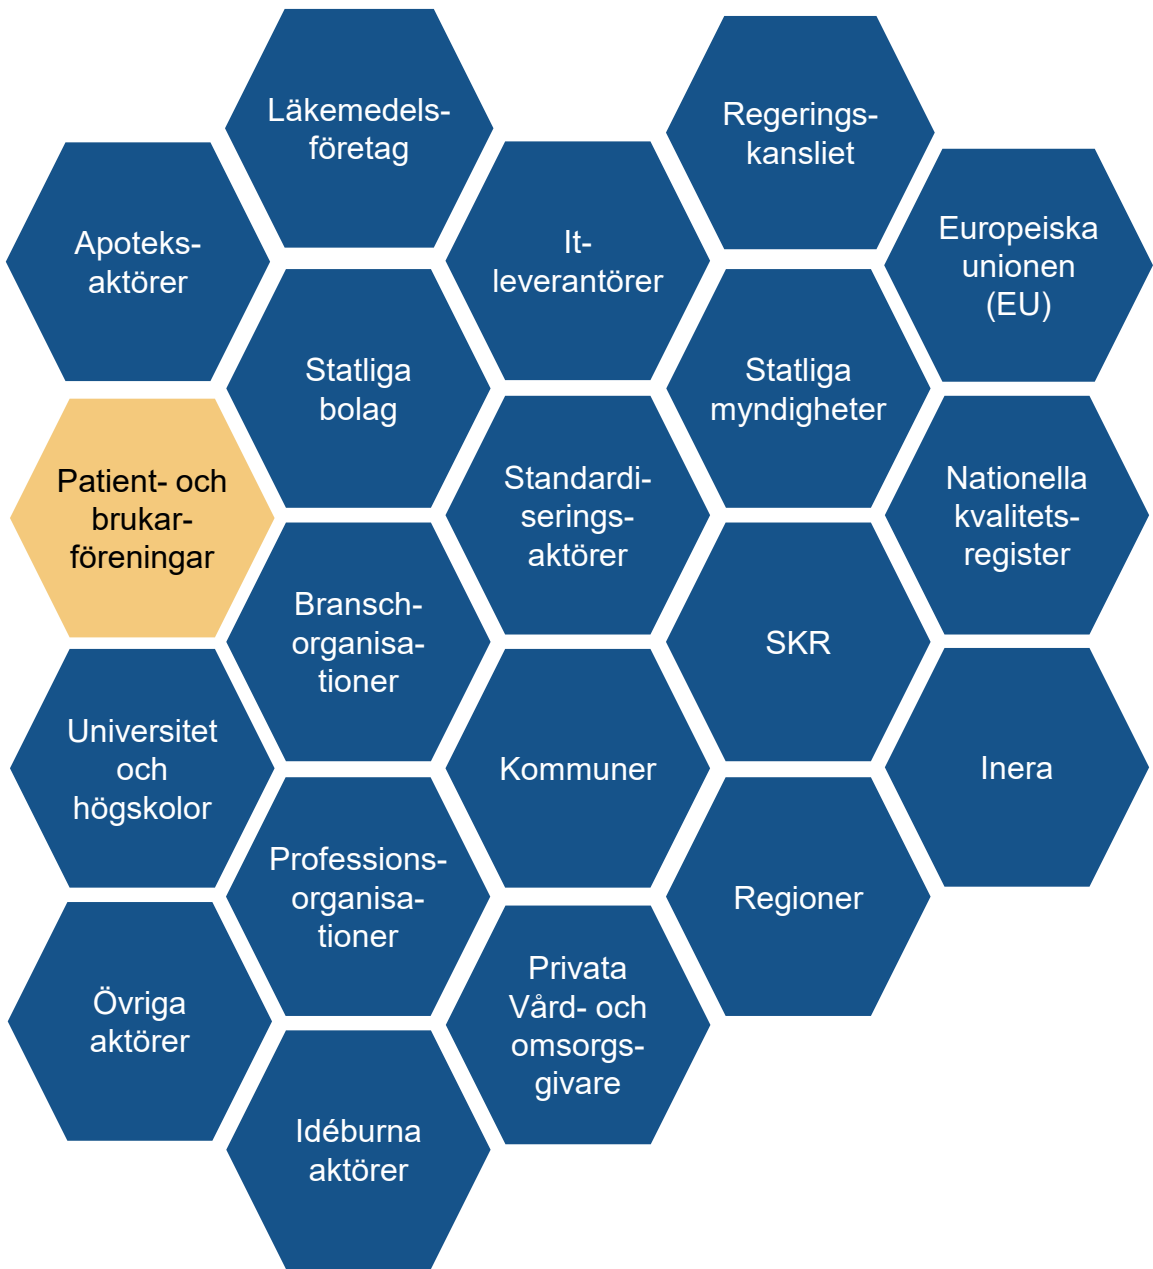 Läkemedels-
företag
Regerings-
kansliet
Apoteks-
aktörer
It-
leverantörer
Europeiska
unionen
(EU)
Statliga
bolag
Statliga
myndigheter
Patient- och
brukar-
föreningar
Standardi-
serings-
aktörer
Nationella
kvalitets-
register
Bransch-
organisa-
tioner
SKR
Universitet
och
högskolor
Kommuner
Inera
Professions-
organisa-
tioner
Regioner
Övriga
aktörer
Privata
Vård- och
omsorgs-
givare
Idéburna
aktörer